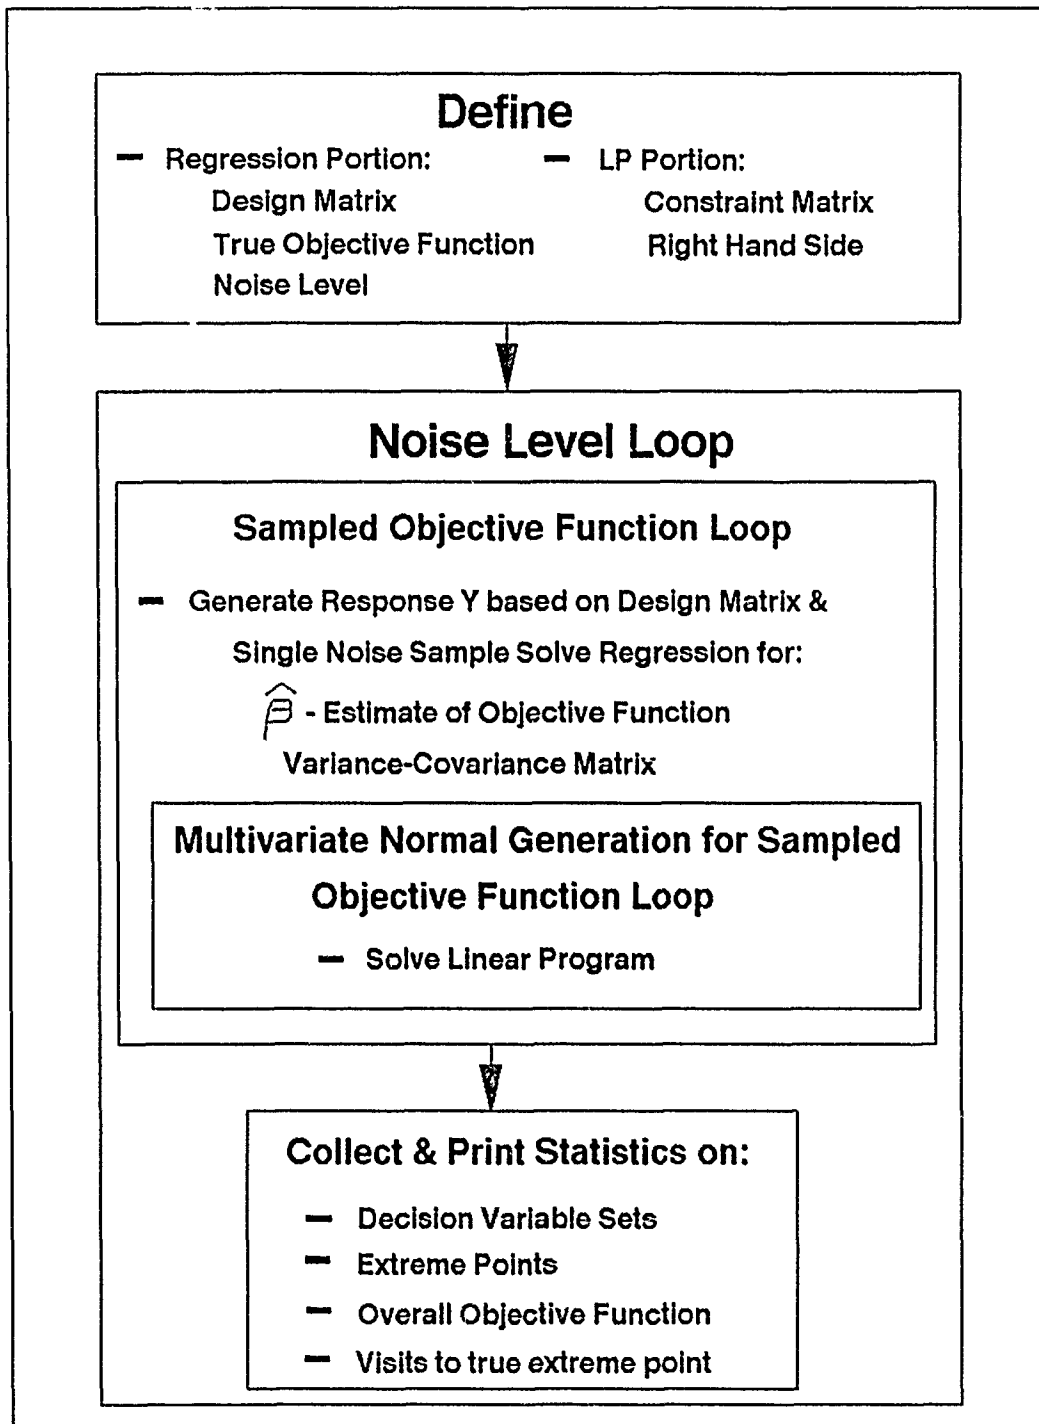 Define
– Regression Portion:
Design Matrix
True Objective Function
Noise Level
– LP Portion:
Constraint Matrix
Right Hand Side
Noise Level Loop
Sampled Objective Function Loop
– Generate Response Y based on Design Matrix &
Single Noise Sample Solve Regression for:
β̂ - Estimate of Objective Function
Variance-Covariance Matrix
Multivariate Normal Generation for Sampled
Objective Function Loop
– Solve Linear Program
Collect & Print Statistics on:
– Decision Variable Sets
– Extreme Points
– Overall Objective Function
– Visits to true extreme point